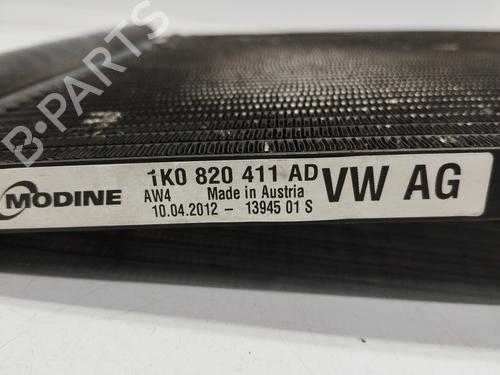 B-PARTS
MODINE
1K0 820 411 AD
VW AG
AW4 Made in Austria
10.04.2012 - 13945 01 S